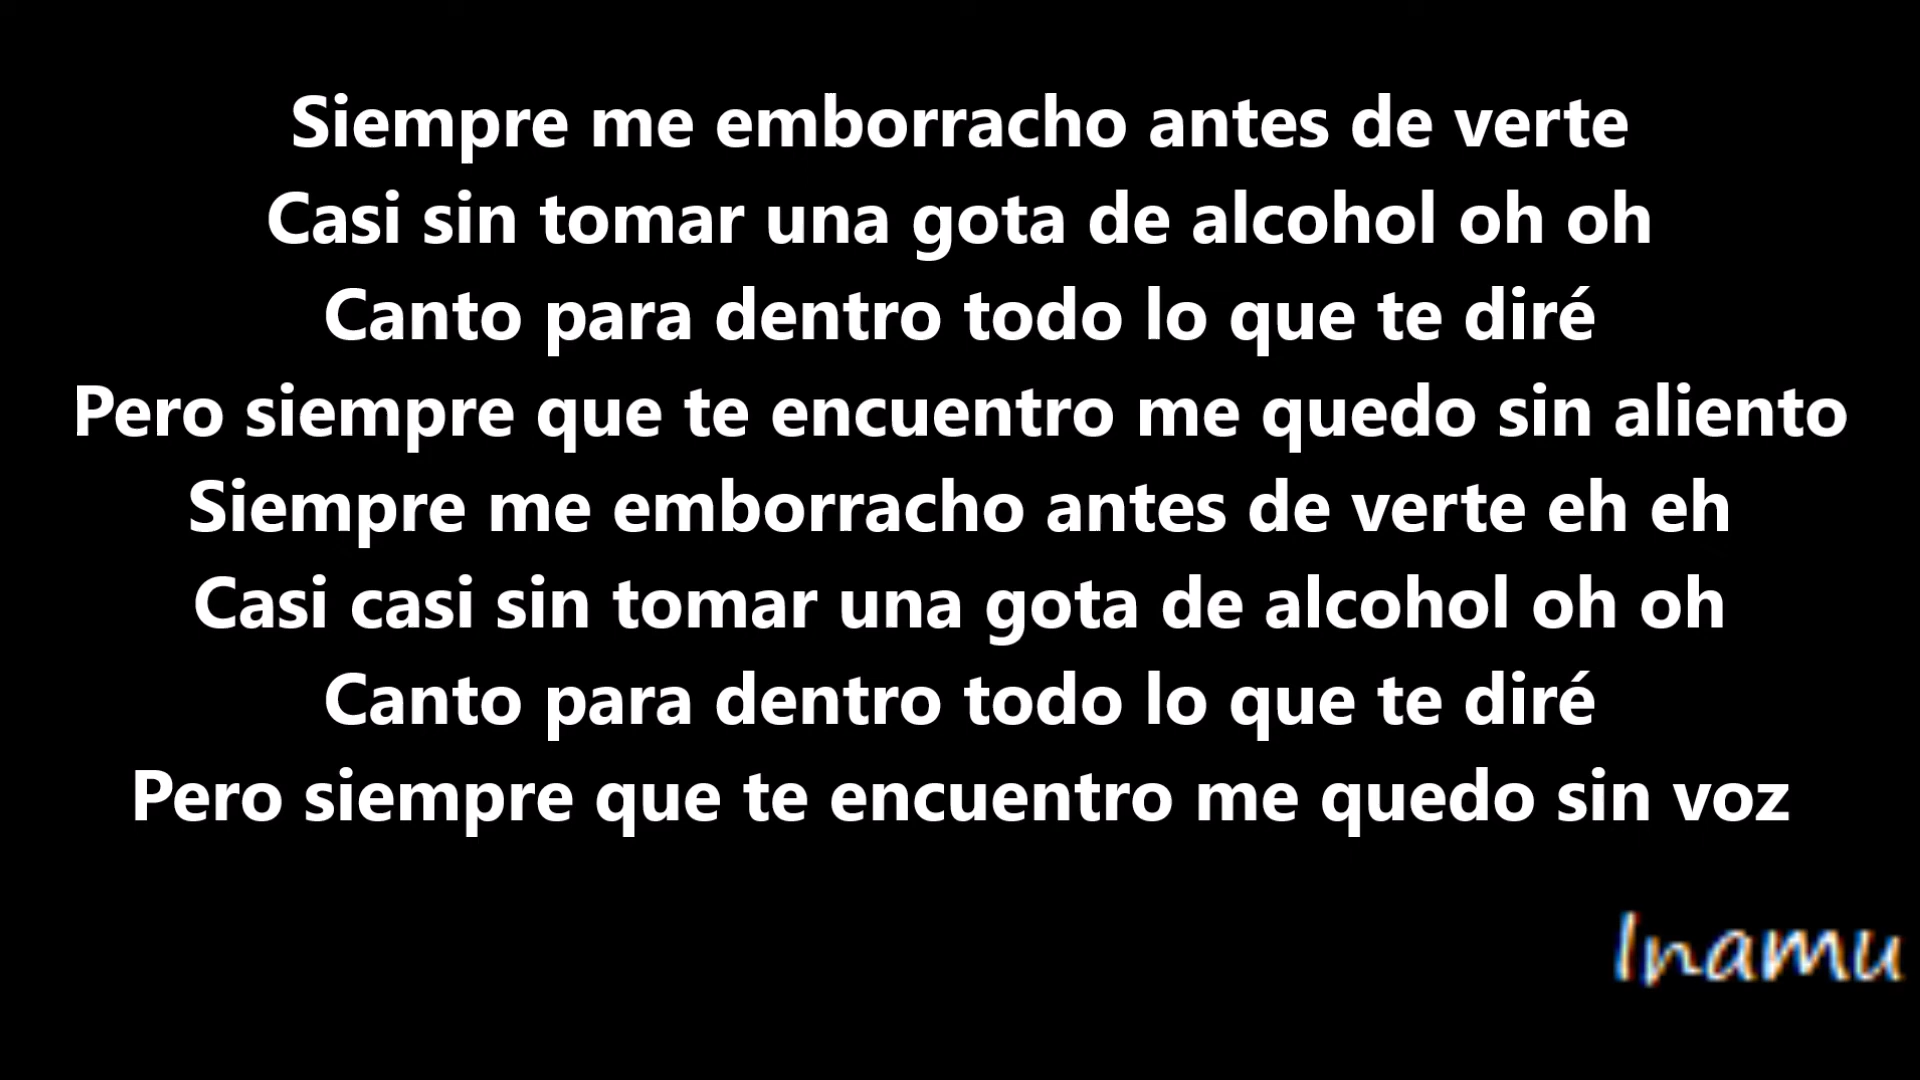 Siempre me emborracho antes de verte
Casi sin tomar una gota de alcohol oh oh
Canto para dentro todo lo que te diré
Pero siempre que te encuentro me quedo sin aliento
Siempre me emborracho antes de verte eh eh
Casi casi sin tomar una gota de alcohol oh oh
Canto para dentro todo lo que te diré
Pero siempre que te encuentro me quedo sin voz
Inamu